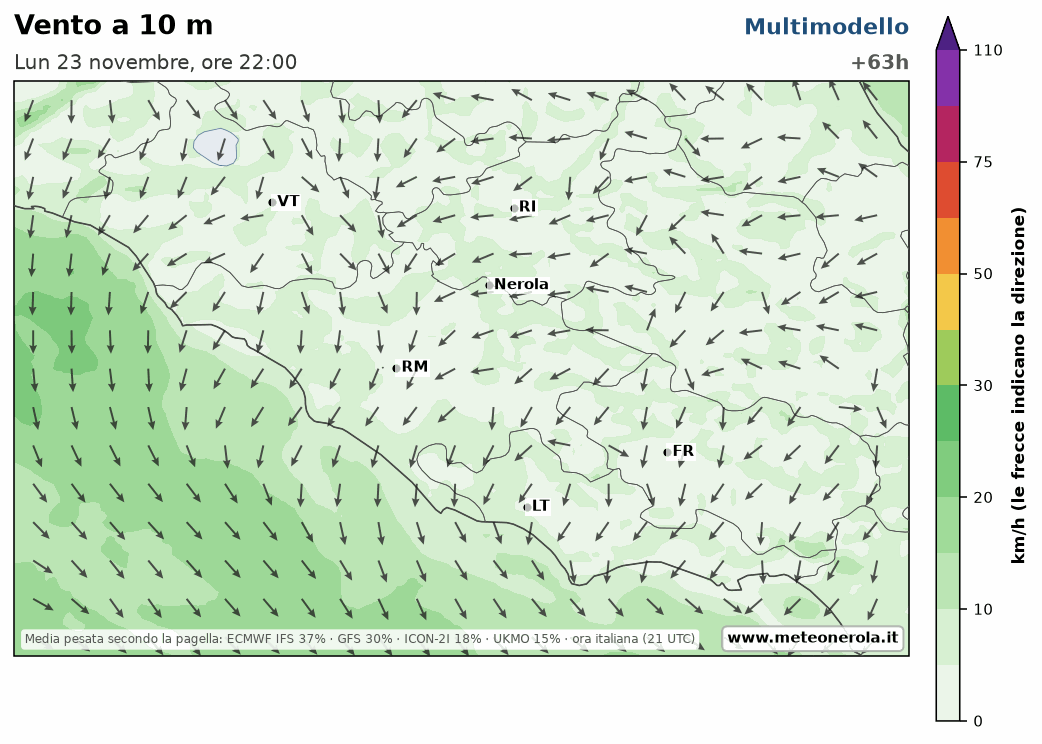 Vento a 10 m
Multimodello
Lun 23 novembre, ore 22:00
+63h
VT
RI
Nerola
RM
FR
LT
Media pesata secondo la pagella: ECMWF IFS 37% · GFS 30% · ICON-2I 18% · UKMO 15% · ora italiana (21 UTC)
www.meteonerola.it
110
75
50
30
20
10
0
km/h (le frecce indicano la direzione)